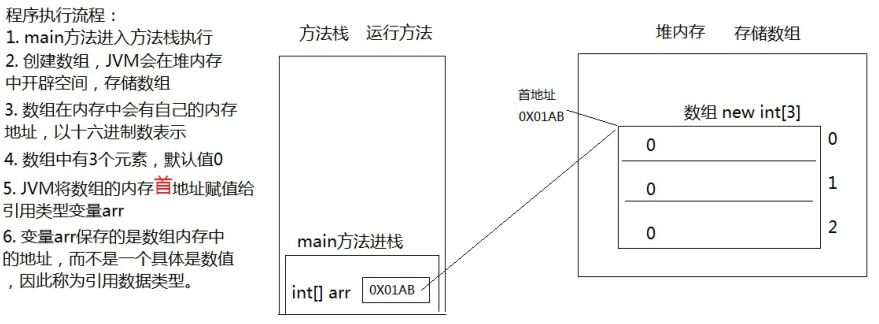 程序执行流程：
1. main方法进入方法栈执行
2. 创建数组，JVM会在堆内存
中开辟空间，存储数组
3. 数组在内存中会有自己的内存
地址，以十六进制数表示
4. 数组中有3个元素，默认值0
5. JVM将数组的内存首地址赋值给
引用类型变量arr
6. 变量arr保存的是数组内存中
的地址，而不是一个具体是数值
，因此称为引用数据类型。
方法栈 运行方法
main方法进栈
int[] arr 0X01AB
堆内存 存储数组
首地址
0X01AB
数组 new int[3]
0 0
0 1
0 2